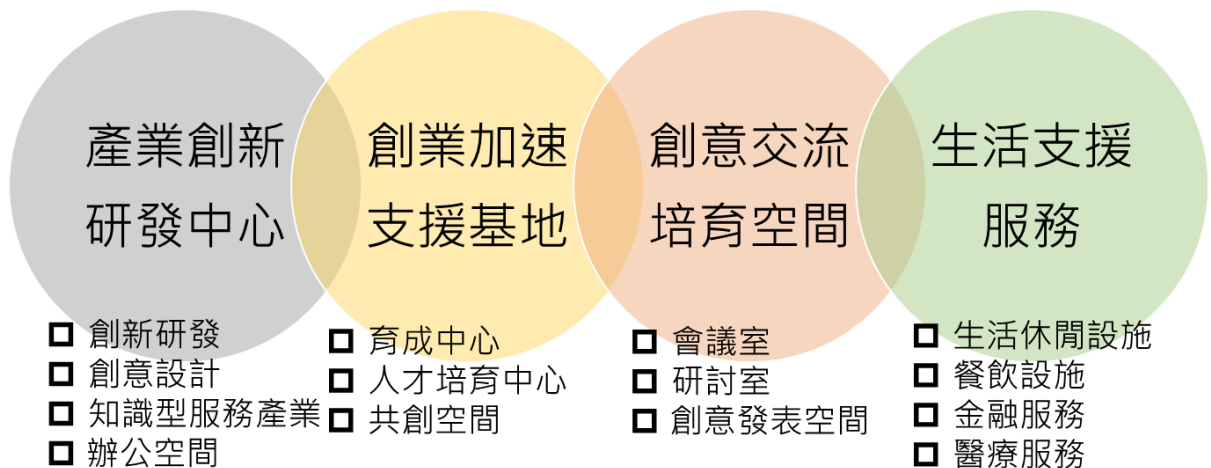 產業創新
研發中心
創新研發
創意設計
知識型服務產業
辦公空間
創業加速
支援基地
育成中心
人才培育中心
共創空間
創意交流
培育空間
會議室
研討室
創意發表空間
生活支援
服務
生活休閒設施
餐飲設施
金融服務
醫療服務